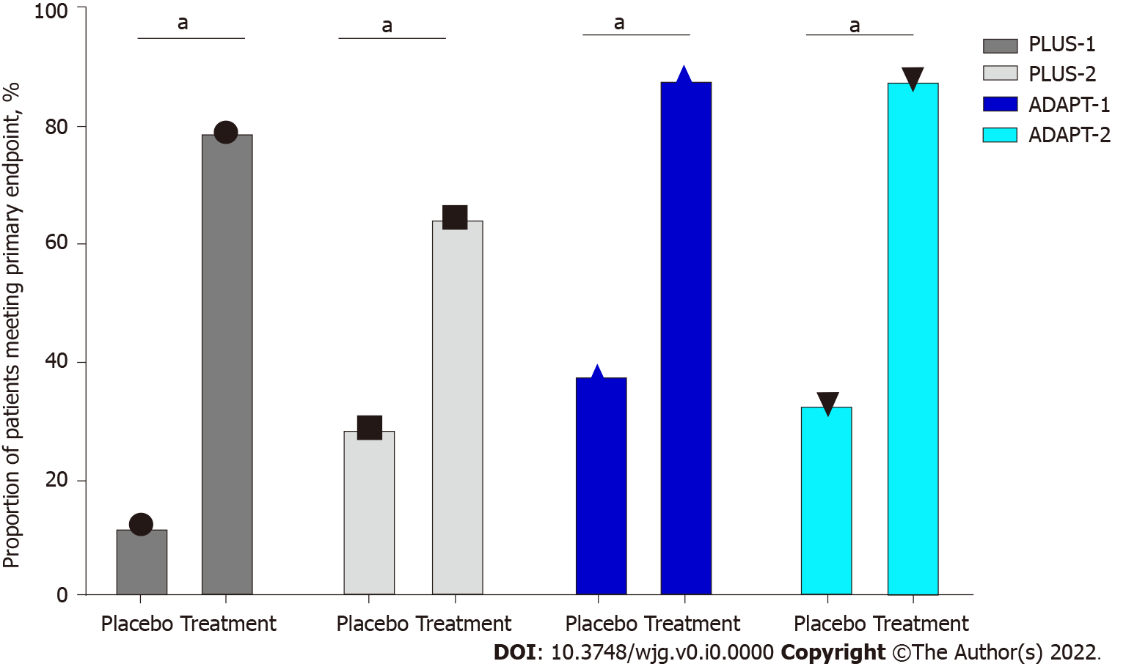 Proportion of patients meeting primary endpoint, %
100
80
60
40
20
0
a
a
a
a
PLUS-1
PLUS-2
ADAPT-1
ADAPT-2
Placebo Treatment
Placebo Treatment
Placebo Treatment
Placebo Treatment
DOI: 10.3748/wjg.v0.i0.0000 Copyright ©The Author(s) 2022.